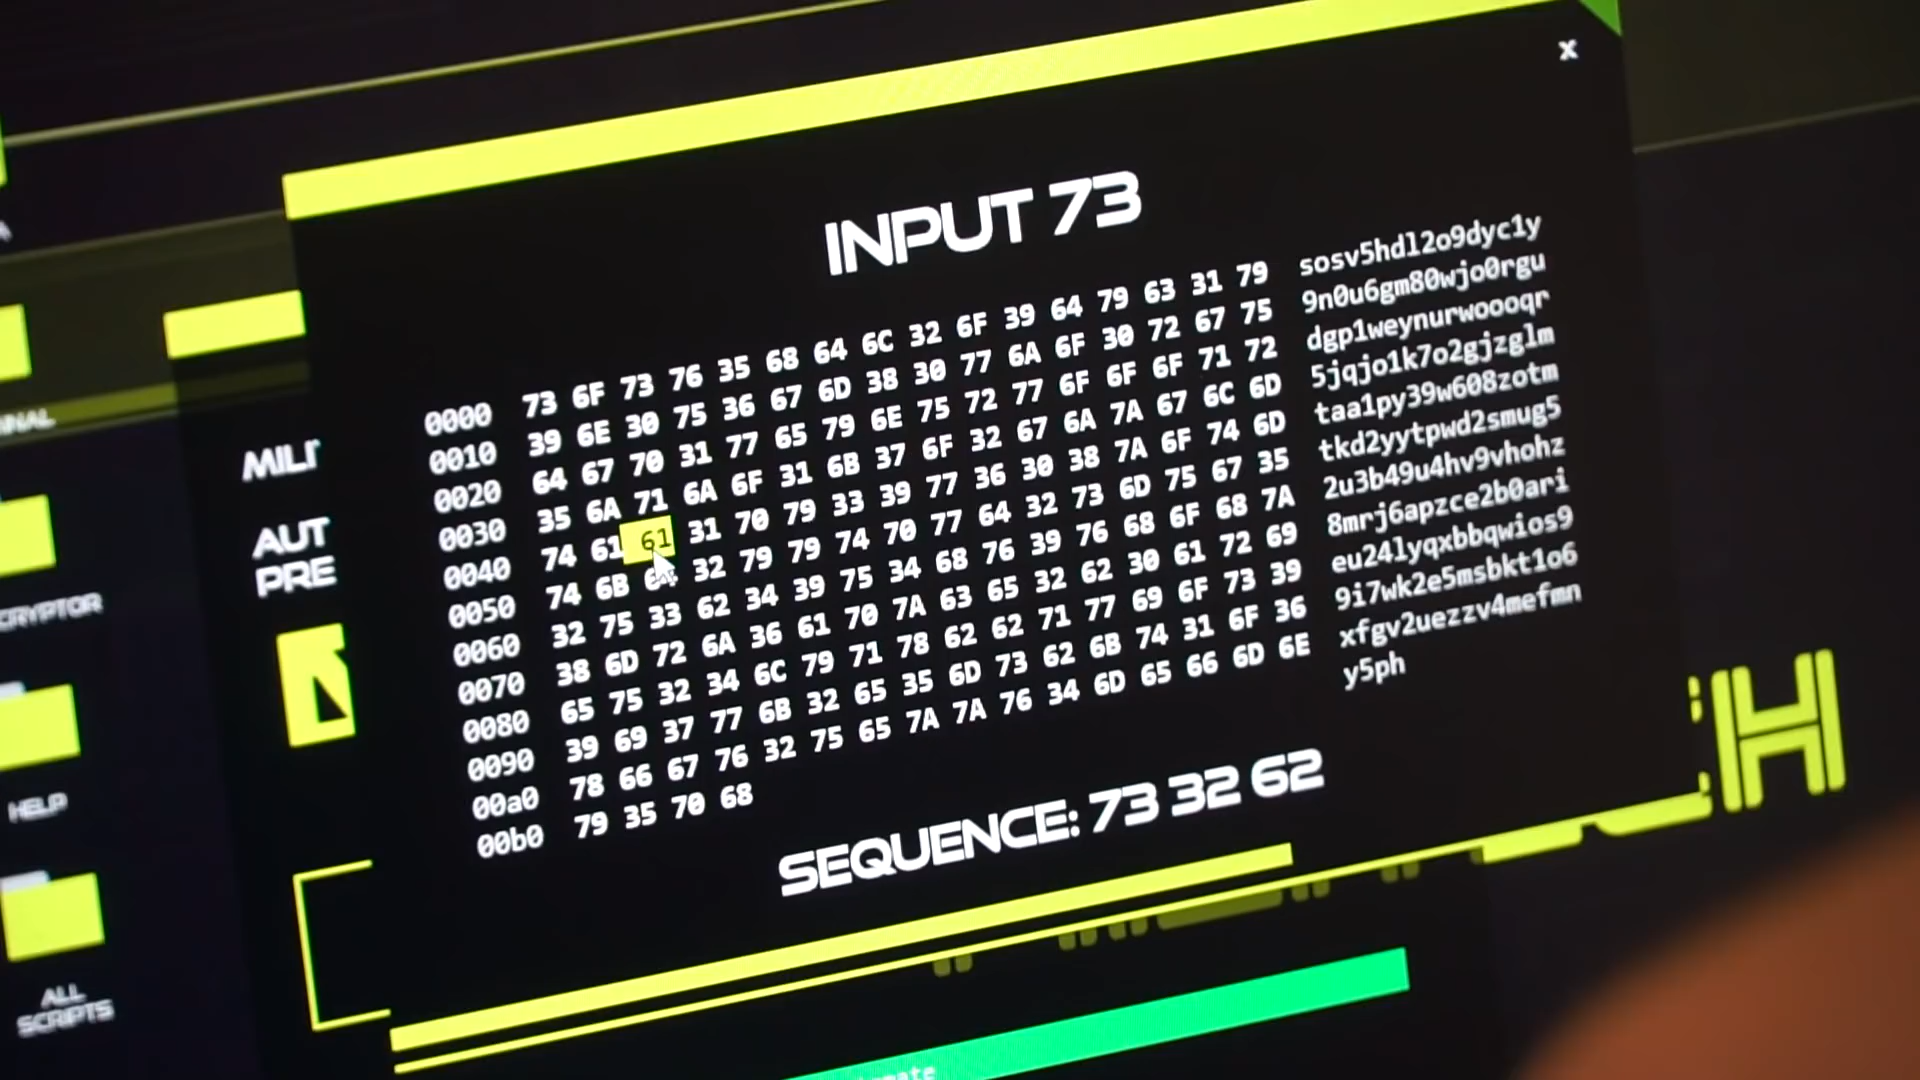 x
INPUT 73
0000 73 6F 73 76 35 68 64 6C 32 6F 39 64 79 63 31 79 sosv5hdl2o9dyc1y
0010 39 6E 30 75 36 67 6D 38 30 77 6A 6F 30 72 67 75 9n0u6gm80wjo0rgu
0020 64 67 70 31 77 65 79 6E 75 72 77 6F 6F 6F 71 72 dgp1weynurwoooqr
0030 35 6A 71 6A 6F 31 6B 37 6F 32 67 6A 7A 67 6C 6D 5jqjo1k7o2gjzglm
0040 74 61 61 31 70 79 33 39 77 36 30 38 7A 6F 74 6D taa1py39w608zotm
0050 74 6B 64 32 79 79 74 70 77 64 32 73 6D 75 67 35 tkd2yytpwd2smug5
0060 32 75 33 62 34 39 75 34 68 76 39 76 68 6F 68 7A 2u3b49u4hv9vhohz
0070 38 6D 72 6A 36 61 70 7A 63 65 32 62 30 61 72 69 8mrj6apzce2b0ari
0080 65 75 32 34 6C 79 71 78 62 62 71 77 69 6F 73 39 eu24lyqxbbqwios9
0090 39 69 37 77 6B 32 65 35 6D 73 62 6B 74 31 6F 36 9i7wk2e5msbkt1o6
00a0 78 66 67 76 32 75 65 7A 7A 76 34 6D 65 66 6D 6E xfgv2uezzv4mefmn
00b0 79 35 70 68 y5ph
SEQUENCE: 73 32 62
MILI
AUT
PRE
INAL
CRYPTOR
HELP
ALL
SCRIPTS
H